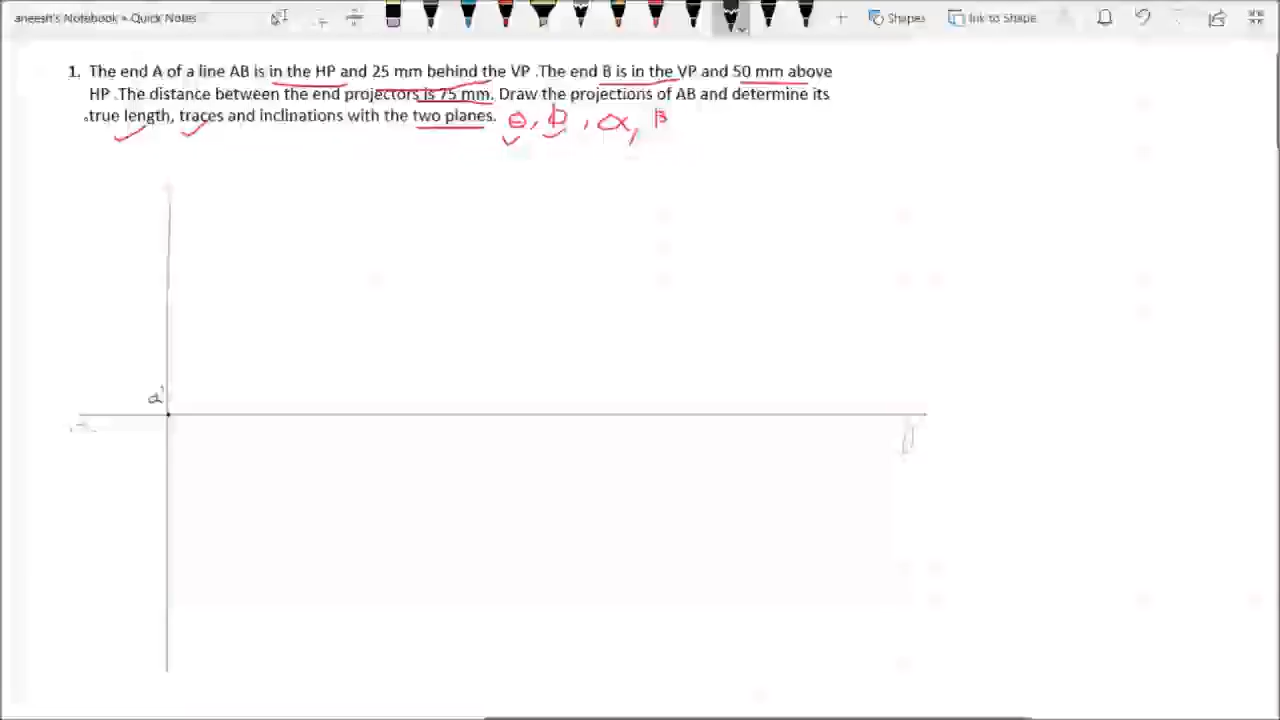 aneesh's Notebook » Quick Notes
Shapes
Ink to Shape
1. The end A of a line AB is in the HP and 25 mm behind the VP .The end B is in the VP and 50 mm above
HP .The distance between the end projectors is 75 mm. Draw the projections of AB and determine its
true length, traces and inclinations with the two planes. θ, Φ, α, β
a'